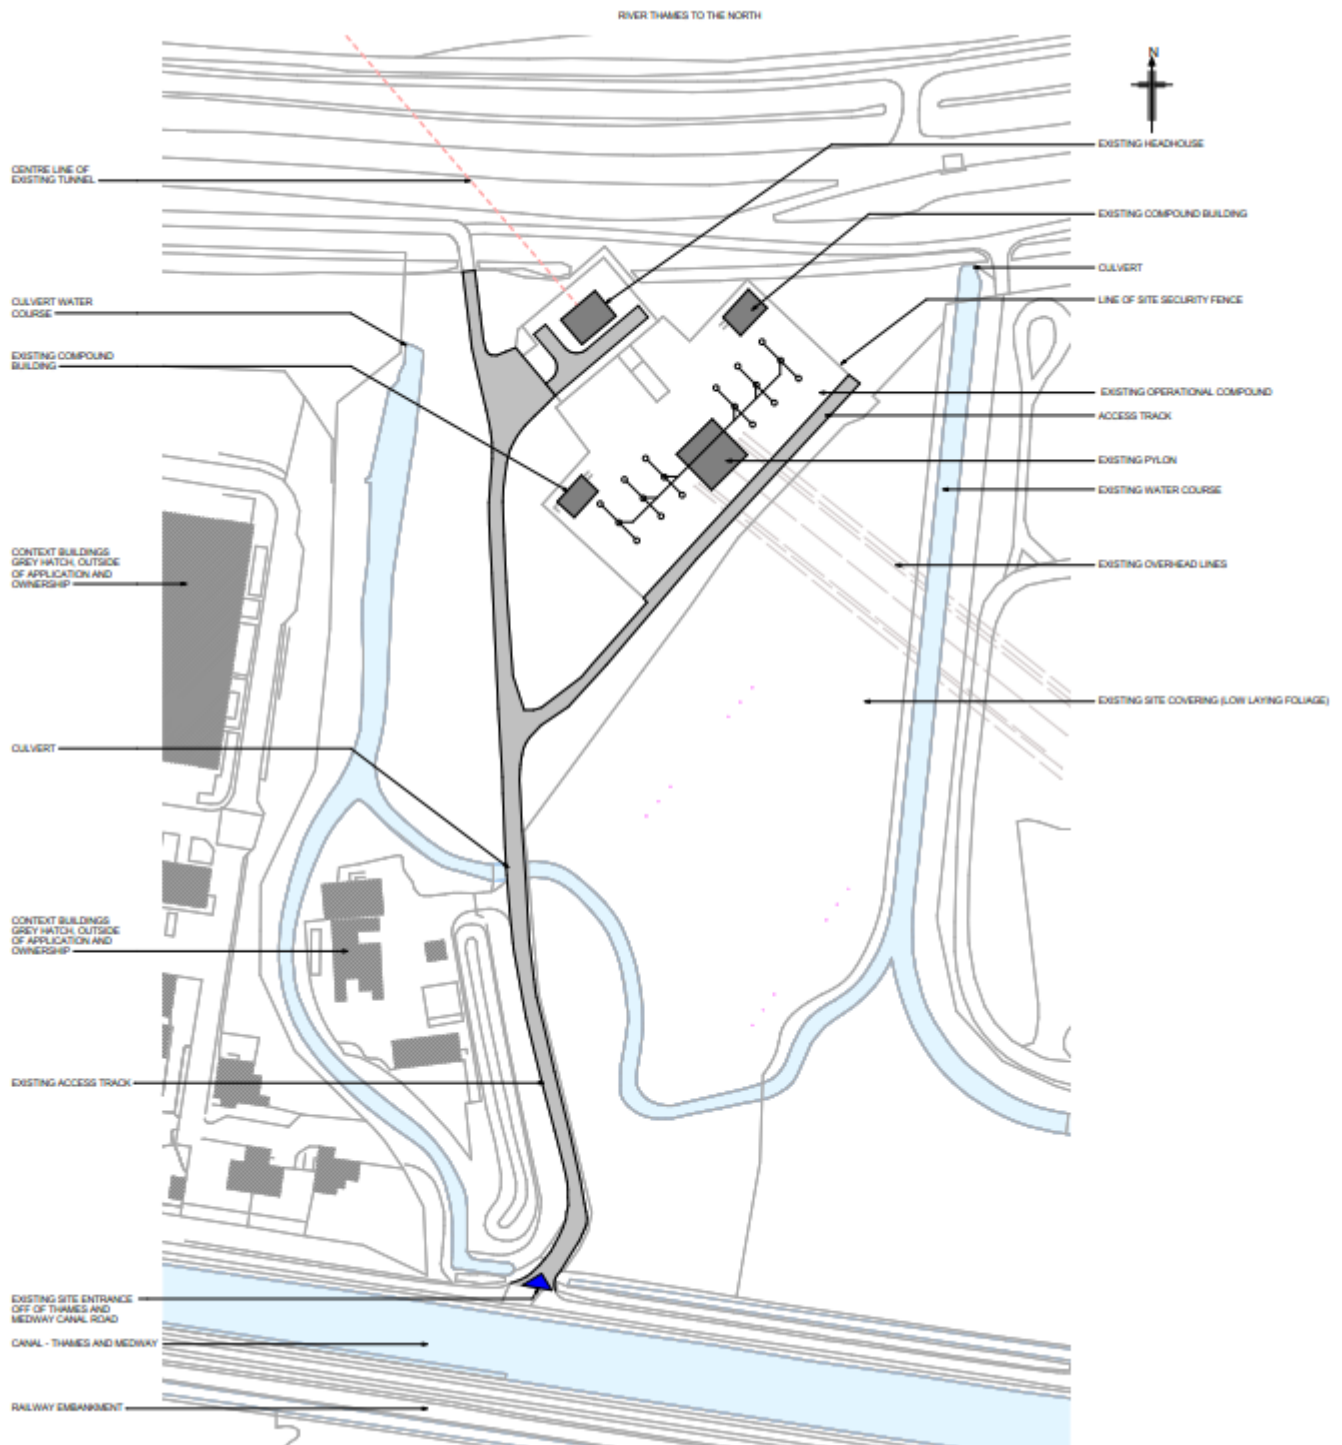 RIVER THAMES TO THE NORTH
N
CENTRE LINE OF
EXISTING TUNNEL
CULVERT WATER
COURSE
EXISTING COMPOUND
BUILDING
CONTEXT BUILDINGS
GREY HATCH, OUTSIDE
OF APPLICATION AND
OWNERSHIP
CULVERT
CONTEXT BUILDINGS
GREY HATCH, OUTSIDE
OF APPLICATION AND
OWNERSHIP
EXISTING ACCESS TRACK
EXISTING SITE ENTRANCE
OFF OF THAMES AND
MEDWAY CANAL ROAD
CANAL - THAMES AND MEDWAY
RAILWAY EMBANKMENT
EXISTING HEADHOUSE
EXISTING COMPOUND BUILDING
CULVERT
LINE OF SITE SECURITY FENCE
EXISTING OPERATIONAL COMPOUND
ACCESS TRACK
EXISTING PYLON
EXISTING WATER COURSE
EXISTING OVERHEAD LINES
EXISTING SITE COVERING (LOW LAYING FOLIAGE)